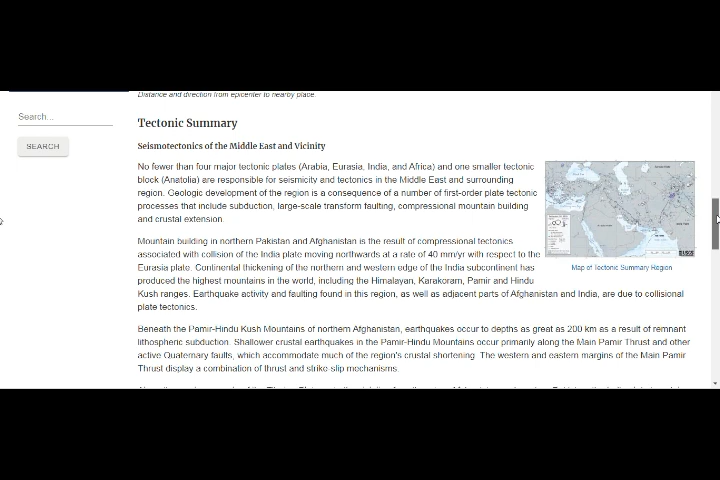 Distance and direction from epicenter to nearby place.
Search...
SEARCH
Tectonic Summary
Seismotectonics of the Middle East and Vicinity
No fewer than four major tectonic plates (Arabia, Eurasia, India, and Africa) and one smaller tectonic
block (Anatolia) are responsible for seismicity and tectonics in the Middle East and surrounding
region. Geologic development of the region is a consequence of a number of first-order plate tectonic
processes that include subduction, large-scale transform faulting, compressional mountain building
and crustal extension.
Mountain building in northern Pakistan and Afghanistan is the result of compressional tectonics
associated with collision of the India plate moving northwards at a rate of 40 mm/yr with respect to the
Eurasia plate. Continental thickening of the northern and western edge of the India subcontinent has
produced the highest mountains in the world, including the Himalayan, Karakoram, Pamir and Hindu
Kush ranges. Earthquake activity and faulting found in this region, as well as adjacent parts of Afghanistan and India, are due to collisional
plate tectonics.
Map of Tectonic Summary Region
Beneath the Pamir-Hindu Kush Mountains of northern Afghanistan, earthquakes occur to depths as great as 200 km as a result of remnant
lithospheric subduction. Shallower crustal earthquakes in the Pamir-Hindu Mountains occur primarily along the Main Pamir Thrust and other
active Quaternary faults, which accommodate much of the region's crustal shortening. The western and eastern margins of the Main Pamir
Thrust display a combination of thrust and strike-slip mechanisms.